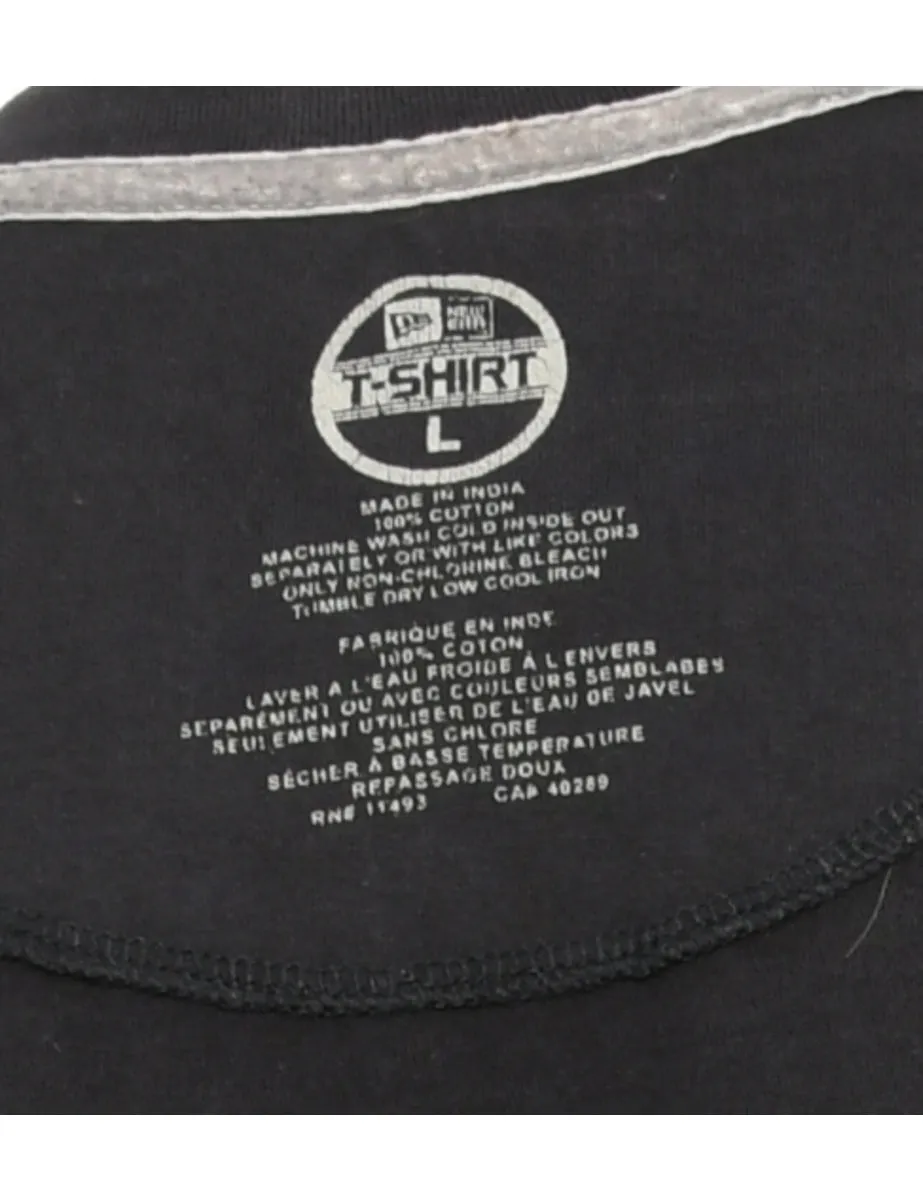 NEW ERA
T-SHIRT
L
MADE IN INDIA
100% COTTON
MACHINE WASH COLD INSIDE OUT
SEPARATELY OR WITH LIKE COLORS
ONLY NON-CHLORINE BLEACH
TUMBLE DRY LOW COOL IRON
FABRIQUE EN INDE
100% COTON
LAVER A L'EAU FROIDE À L'ENVERS
SEPARÉMENT OU AVEC COULEURS SEMBLABES
SEULEMENT UTILISER DE L'EAU DE JAVEL
SANS CHLORE
SÉCHER À BASSE TEMPERATURE
REPASSAGE DOUX
RN# 11493 CA# 40289